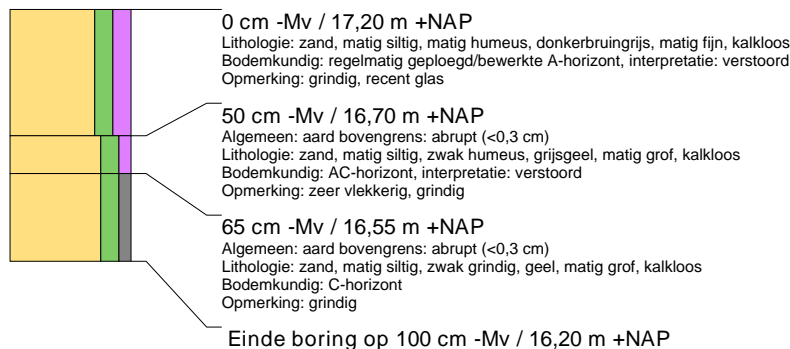 0 cm -Mv / 17,20 m +NAP
Lithologie: zand, matig siltig, matig humeus, donkerbruingrijs, matig fijn, kalkloos
Bodemkundig: regelmatig geploegd/bewerkte A-horizont, interpretatie: verstoord
Opmerking: grindig, recent glas
50 cm -Mv / 16,70 m +NAP
Algemeen: aard bovengrens: abrupt (<0,3 cm)
Lithologie: zand, matig siltig, zwak humeus, grijsgeel, matig grof, kalkloos
Bodemkundig: AC-horizont, interpretatie: verstoord
Opmerking: zeer vlekkerig, grindig
65 cm -Mv / 16,55 m +NAP
Algemeen: aard bovengrens: abrupt (<0,3 cm)
Lithologie: zand, matig siltig, zwak grindig, geel, matig grof, kalkloos
Bodemkundig: C-horizont
Opmerking: grindig
Einde boring op 100 cm -Mv / 16,20 m +NAP